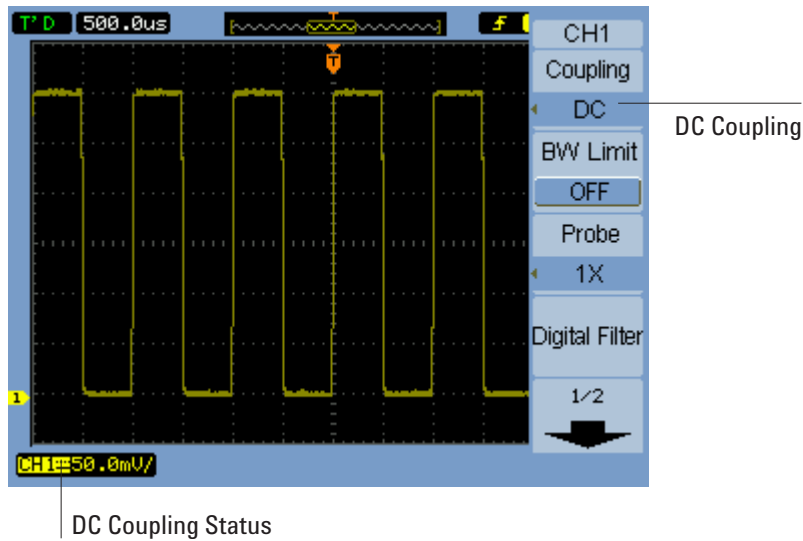 T'D 500.0us T
CH1
T
Coupling
DC
DC Coupling
BW Limit
OFF
Probe
1X
Digital Filter
1
1/2
CH1 50.0mV/
DC Coupling Status